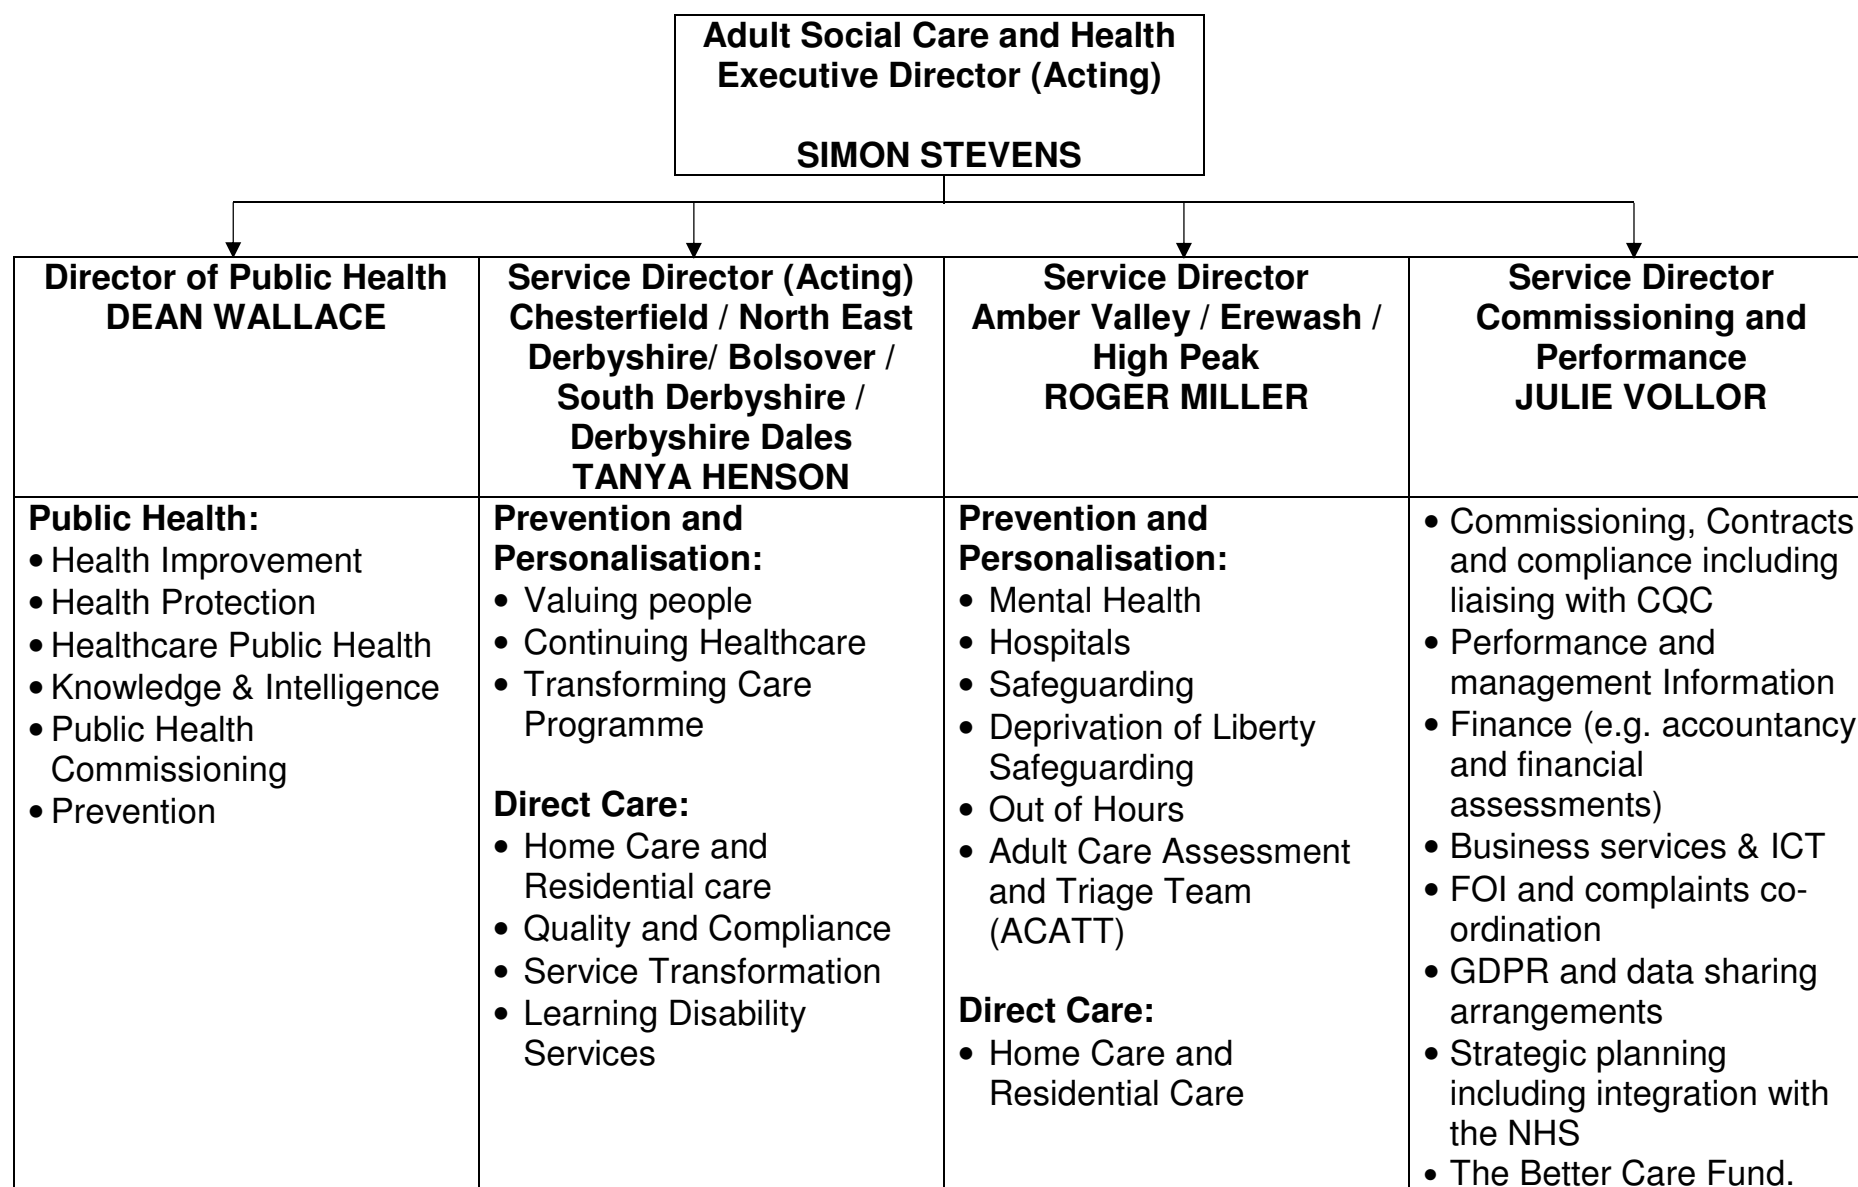 Adult Social Care and Health
Executive Director (Acting)
SIMON STEVENS
Director of Public Health
DEAN WALLACE
Service Director (Acting)
Chesterfield / North East
Derbyshire/ Bolsover /
South Derbyshire /
Derbyshire Dales
TANYA HENSON
Service Director
Amber Valley / Erewash /
High Peak
ROGER MILLER
Service Director
Commissioning and
Performance
JULIE VOLLOR
Public Health:
• Health Improvement
• Health Protection
• Healthcare Public Health
• Knowledge & Intelligence
• Public Health
Commissioning
• Prevention
Prevention and
Personalisation:
• Valuing people
• Continuing Healthcare
• Transforming Care
Programme
Direct Care:
• Home Care and
Residential care
• Quality and Compliance
• Service Transformation
• Learning Disability
Services
Prevention and
Personalisation:
• Mental Health
• Hospitals
• Safeguarding
• Deprivation of Liberty
Safeguarding
• Out of Hours
• Adult Care Assessment
and Triage Team
(ACATT)
Direct Care:
• Home Care and
Residential Care
• Commissioning, Contracts
and compliance including
liaising with CQC
• Performance and
management Information
• Finance (e.g. accountancy
and financial
assessments)
• Business services & ICT
• FOI and complaints co-
ordination
• GDPR and data sharing
arrangements
• Strategic planning
including integration with
the NHS
• The Better Care Fund.